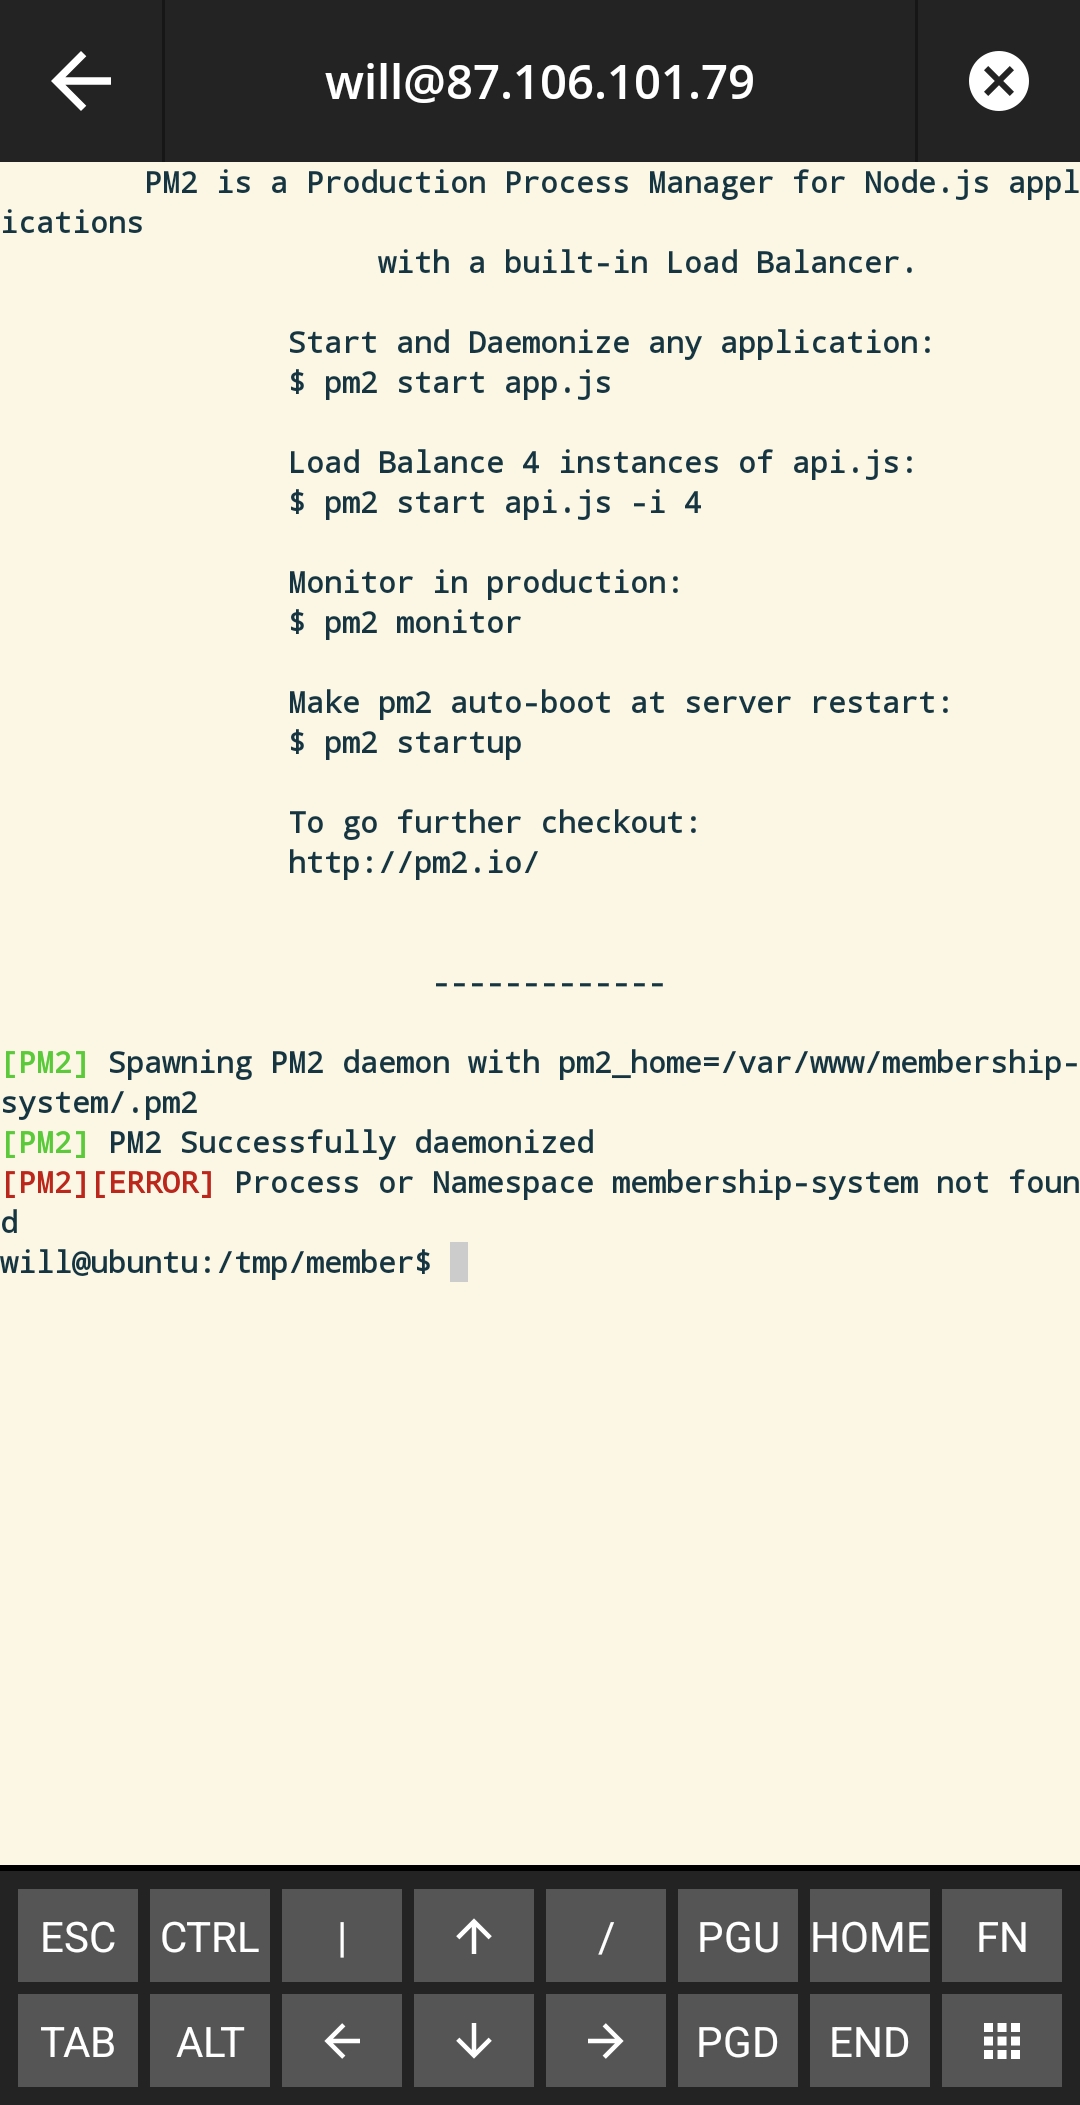 will@87.106.101.79
PM2 is a Production Process Manager for Node.js appl
ications
with a built-in Load Balancer.
Start and Daemonize any application:
$ pm2 start app.js
Load Balance 4 instances of api.js:
$ pm2 start api.js -i 4
Monitor in production:
$ pm2 monitor
Make pm2 auto-boot at server restart:
$ pm2 startup
To go further checkout:
http://pm2.io/
-------------
[PM2] Spawning PM2 daemon with pm2_home=/var/www/membership-
system/.pm2
[PM2] PM2 Successfully daemonized
[PM2][ERROR] Process or Namespace membership-system not foun
d
will@ubuntu:/tmp/member$
ESC CTRL | ↑ / PGU HOME FN
TAB ALT ← ↓ → PGD END